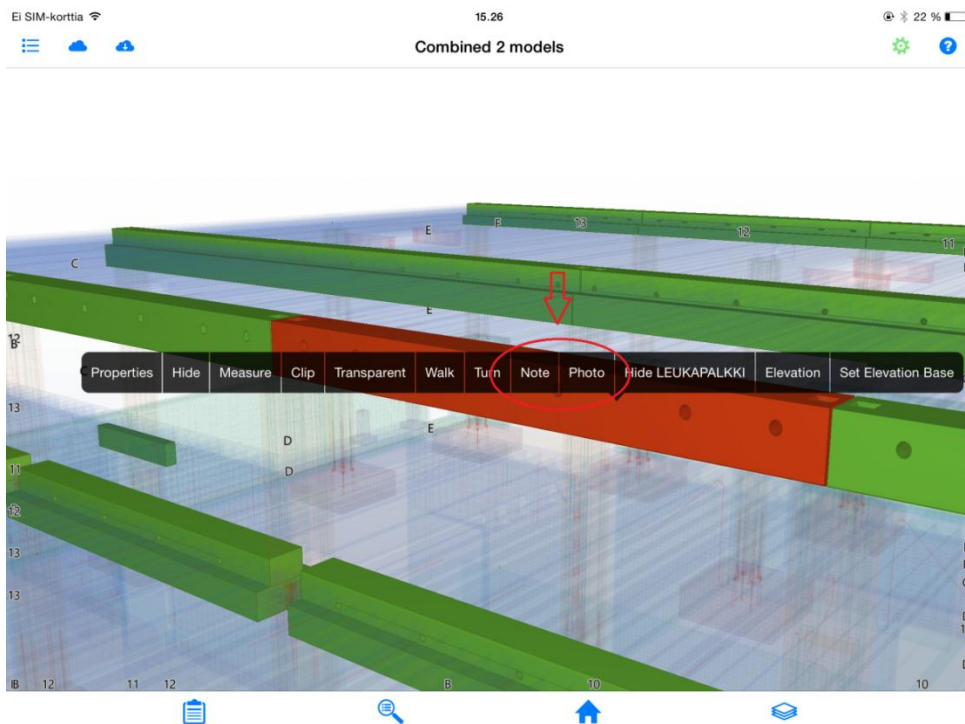 Ei SIM-korttia 15.26 22 %
Combined 2 models
E F 13 12 11
C
E
12
B
C Properties Hide Measure Clip Transparent Walk Turn Note Photo Hide LEUKAPALKKI Elevation Set Elevation Base
13
E
D
D
11
12
13
13
B 12 11 12 B 10 10